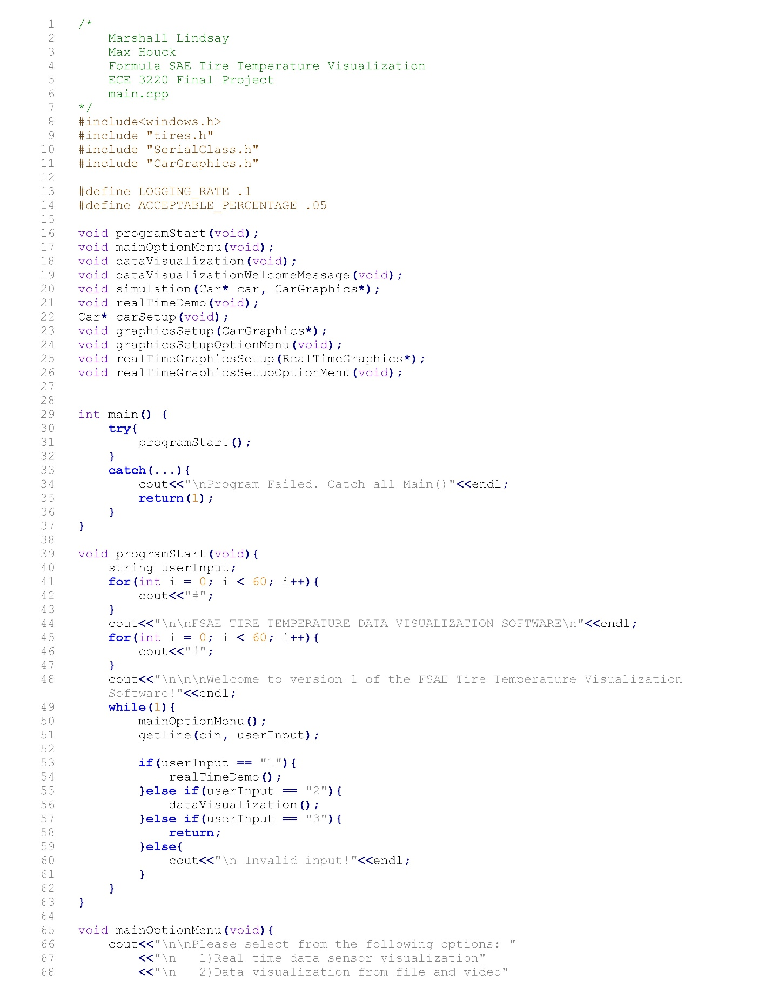 1 /*
2     Marshall Lindsay
3     Max Houck
4     Formula SAE Tire Temperature Visualization
5     ECE 3220 Final Project
6     main.cpp
7 */
8 #include<windows.h>
9 #include "tires.h"
10 #include "SerialClass.h"
11 #include "CarGraphics.h"
12
13 #define LOGGING_RATE .1
14 #define ACCEPTABLE_PERCENTAGE .05
15
16 void programStart(void);
17 void mainOptionMenu(void);
18 void dataVisualization(void);
19 void dataVisualizationWelcomeMessage(void);
20 void simulation(Car* car, CarGraphics*);
21 void realTimeDemo(void);
22 Car* carSetup(void);
23 void graphicsSetup(CarGraphics*);
24 void graphicsSetupOptionMenu(void);
25 void realTimeGraphicsSetup(RealTimeGraphics*);
26 void realTimeGraphicsSetupOptionMenu(void);
27
28
29 int main() {
30     try{
31         programStart();
32     }
33     catch(...){
34         cout<<"\nProgram Failed. Catch all Main()"<<endl;
35         return(1);
36     }
37 }
38
39 void programStart(void){
40     string userInput;
41     for(int i = 0; i < 60; i++){
42         cout<<"#";
43     }
44     cout<<"\n\nFSAE TIRE TEMPERATURE DATA VISUALIZATION SOFTWARE\n"<<endl;
45     for(int i = 0; i < 60; i++){
46         cout<<"#";
47     }
48     cout<<"\n\n\nWelcome to version 1 of the FSAE Tire Temperature Visualization
    Software!"<<endl;
49     while(1){
50         mainOptionMenu();
51         getline(cin, userInput);
52
53         if(userInput == "1"){
54             realTimeDemo();
55         }else if(userInput == "2"){
56             dataVisualization();
57         }else if(userInput == "3"){
58             return;
59         }else{
60             cout<<"\n Invalid input!"<<endl;
61         }
62     }
63 }
64
65 void mainOptionMenu(void){
66     cout<<"\n\nPlease select from the following options: "
67         <<"\n   1)Real time data sensor visualization"
68         <<"\n   2)Data visualization from file and video"